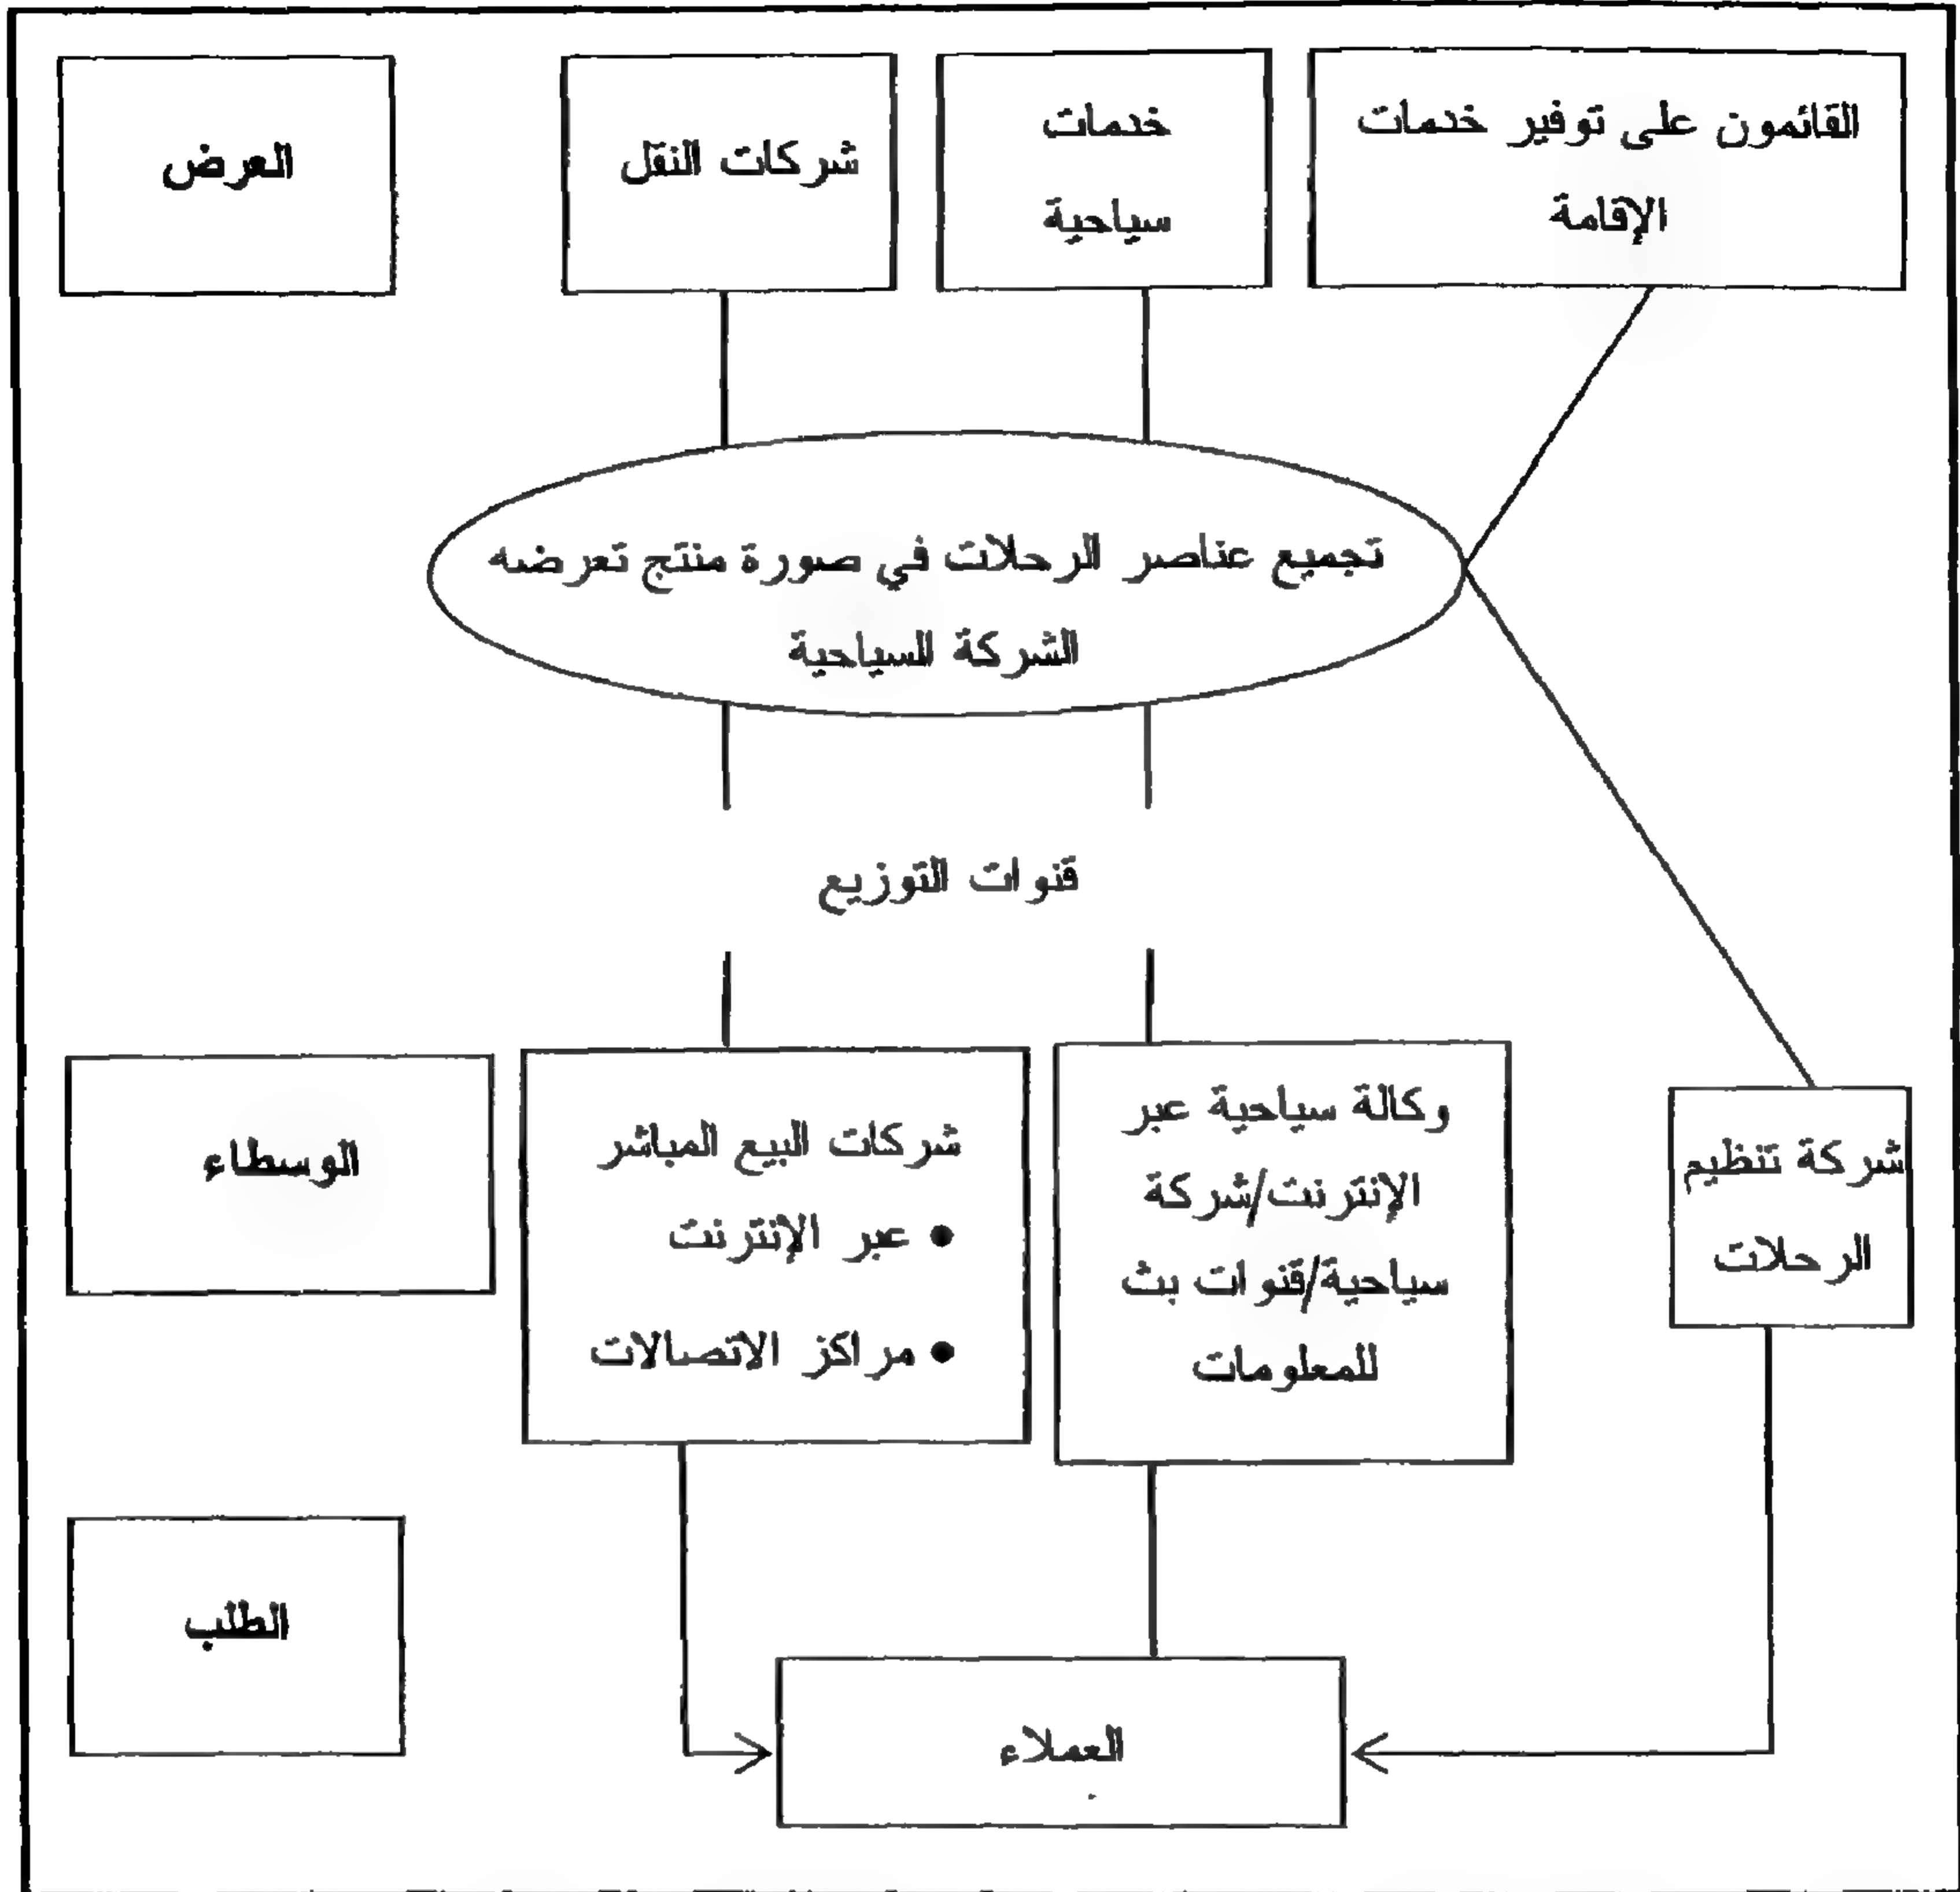 القائمون على توفير خدمات
الإقامة
خدمات
سياحية
شركات النقل
العرض
تجميع عناصر الرحلات في صورة منتج تعرضه
الشركة السياحية
قنوات التوزيع
شركة تنظيم
الرحلات
وكالة سياحية عبر
الإنترنت/شركة
سياحية/قنوات بث
للمعلومات
شركات البيع المباشر
• عبر الإنترنت
• مراكز الاتصالات
الوسطاء
الطلب
العملاء